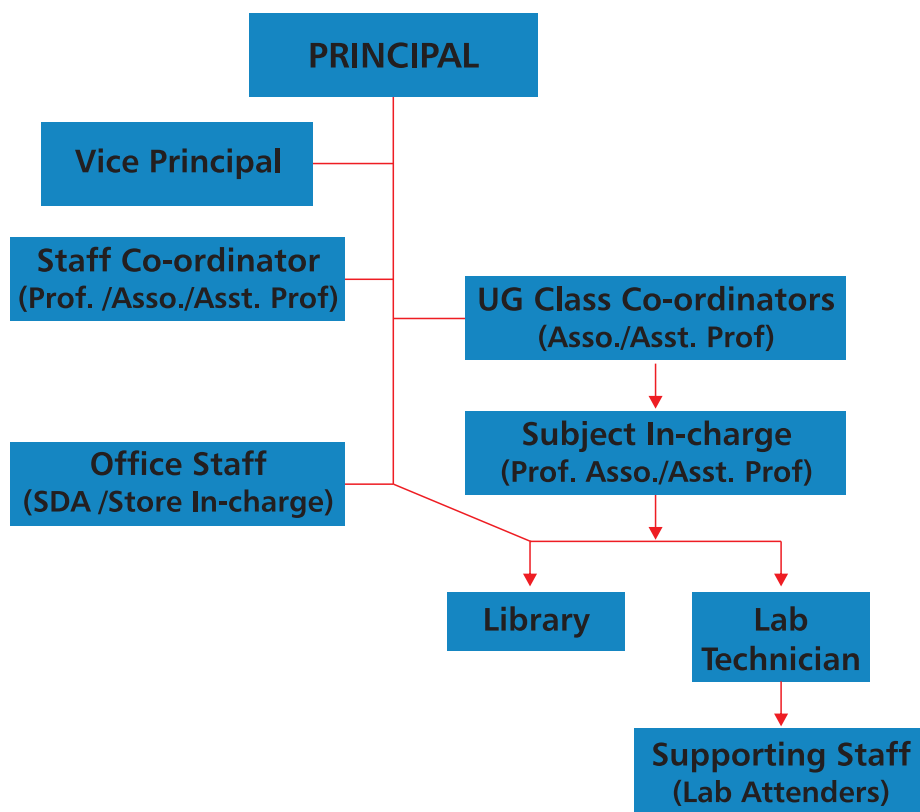 PRINCIPAL
Vice Principal
Staff Co-ordinator
(Prof. /Asso./Asst. Prof)
UG Class Co-ordinators
(Asso./Asst. Prof)
Subject In-charge
(Prof. Asso./Asst. Prof)
Office Staff
(SDA /Store In-charge)
Library
Lab
Technician
Supporting Staff
(Lab Attenders)